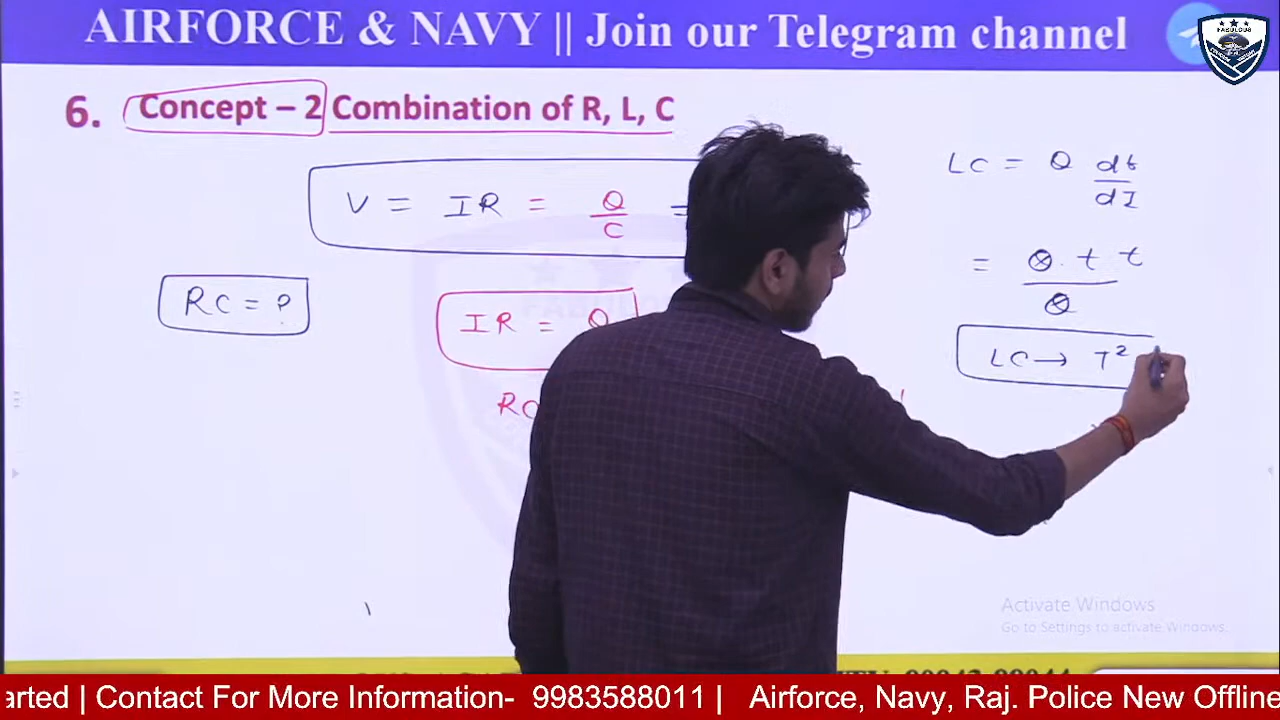 AIRFORCE & NAVY || Join our Telegram channel
FABULOUS
6. Concept – 2 Combination of R, L, C
V = IR = Q/C =
LC = Q dt/dI
= Q . t t / Q
RC = ?
IR = Q
LC → T²
RC
Activate Windows
Go to Settings to activate Windows.
arted | Contact For More Information- 9983588011 | Airforce, Navy, Raj. Police New Offline